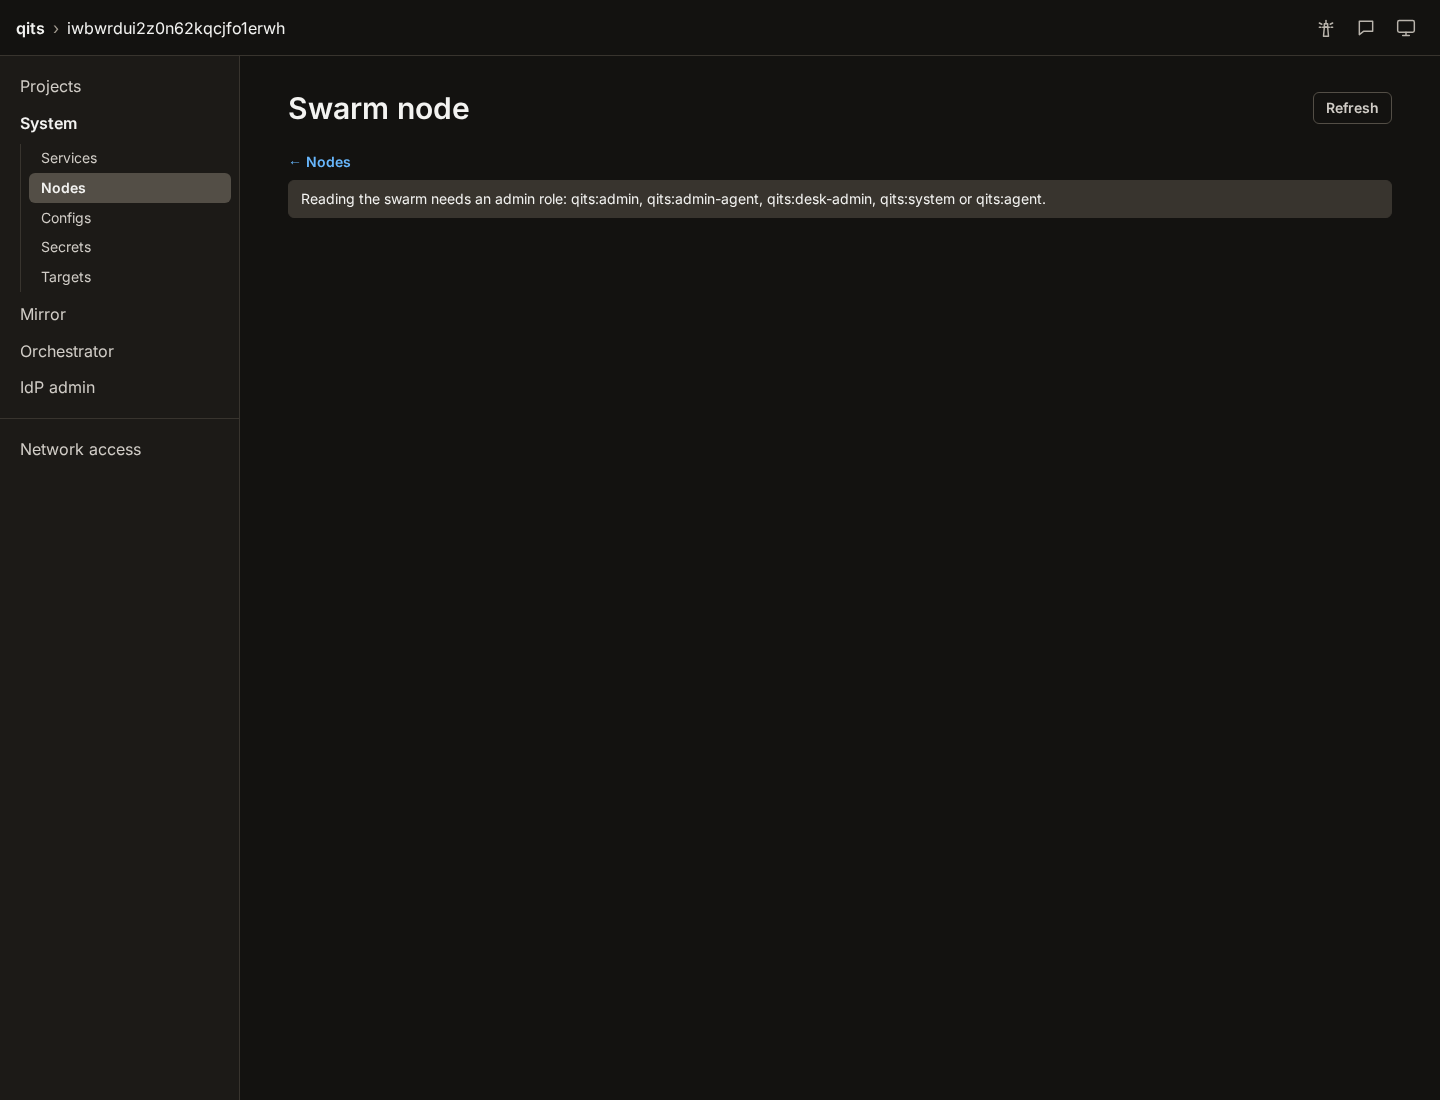 qits › iwbwrdui2z0n62kqcjfo1erwh
Projects
System
Services
Nodes
Configs
Secrets
Targets
Mirror
Orchestrator
IdP admin
Network access
Swarm node
Refresh
← Nodes
Reading the swarm needs an admin role: qits:admin, qits:admin-agent, qits:desk-admin, qits:system or qits:agent.